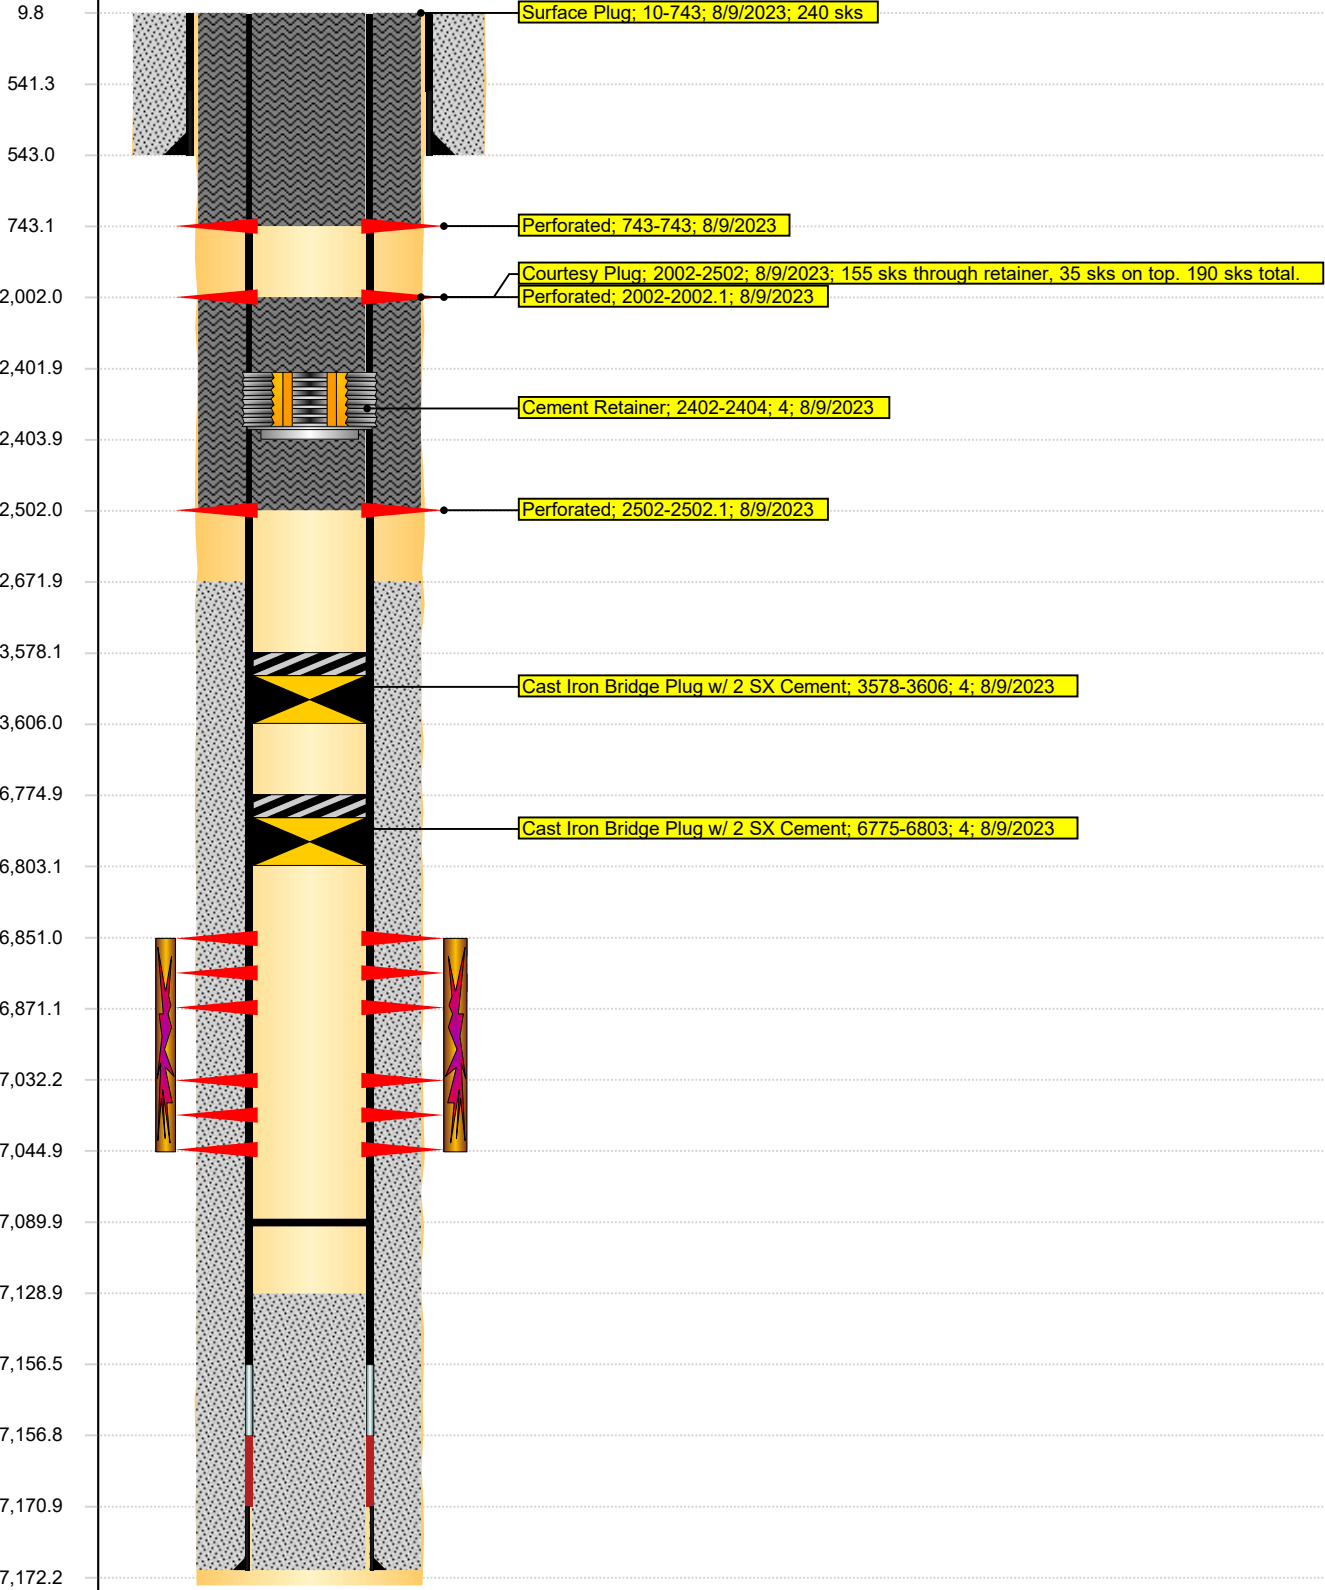 9.8
Surface Plug; 10-743; 8/9/2023; 240 sks
541.3
543.0
743.1
Perforated; 743-743; 8/9/2023
Courtesy Plug; 2002-2502; 8/9/2023; 155 sks through retainer, 35 sks on top. 190 sks total.
2,002.0
Perforated; 2002-2002.1; 8/9/2023
2,401.9
Cement Retainer; 2402-2404; 4; 8/9/2023
2,403.9
2,502.0
Perforated; 2502-2502.1; 8/9/2023
2,671.9
3,578.1
Cast Iron Bridge Plug w/ 2 SX Cement; 3578-3606; 4; 8/9/2023
3,606.0
6,774.9
Cast Iron Bridge Plug w/ 2 SX Cement; 6775-6803; 4; 8/9/2023
6,803.1
6,851.0
6,871.1
7,032.2
7,044.9
7,089.9
7,128.9
7,156.5
7,156.8
7,170.9
7,172.2